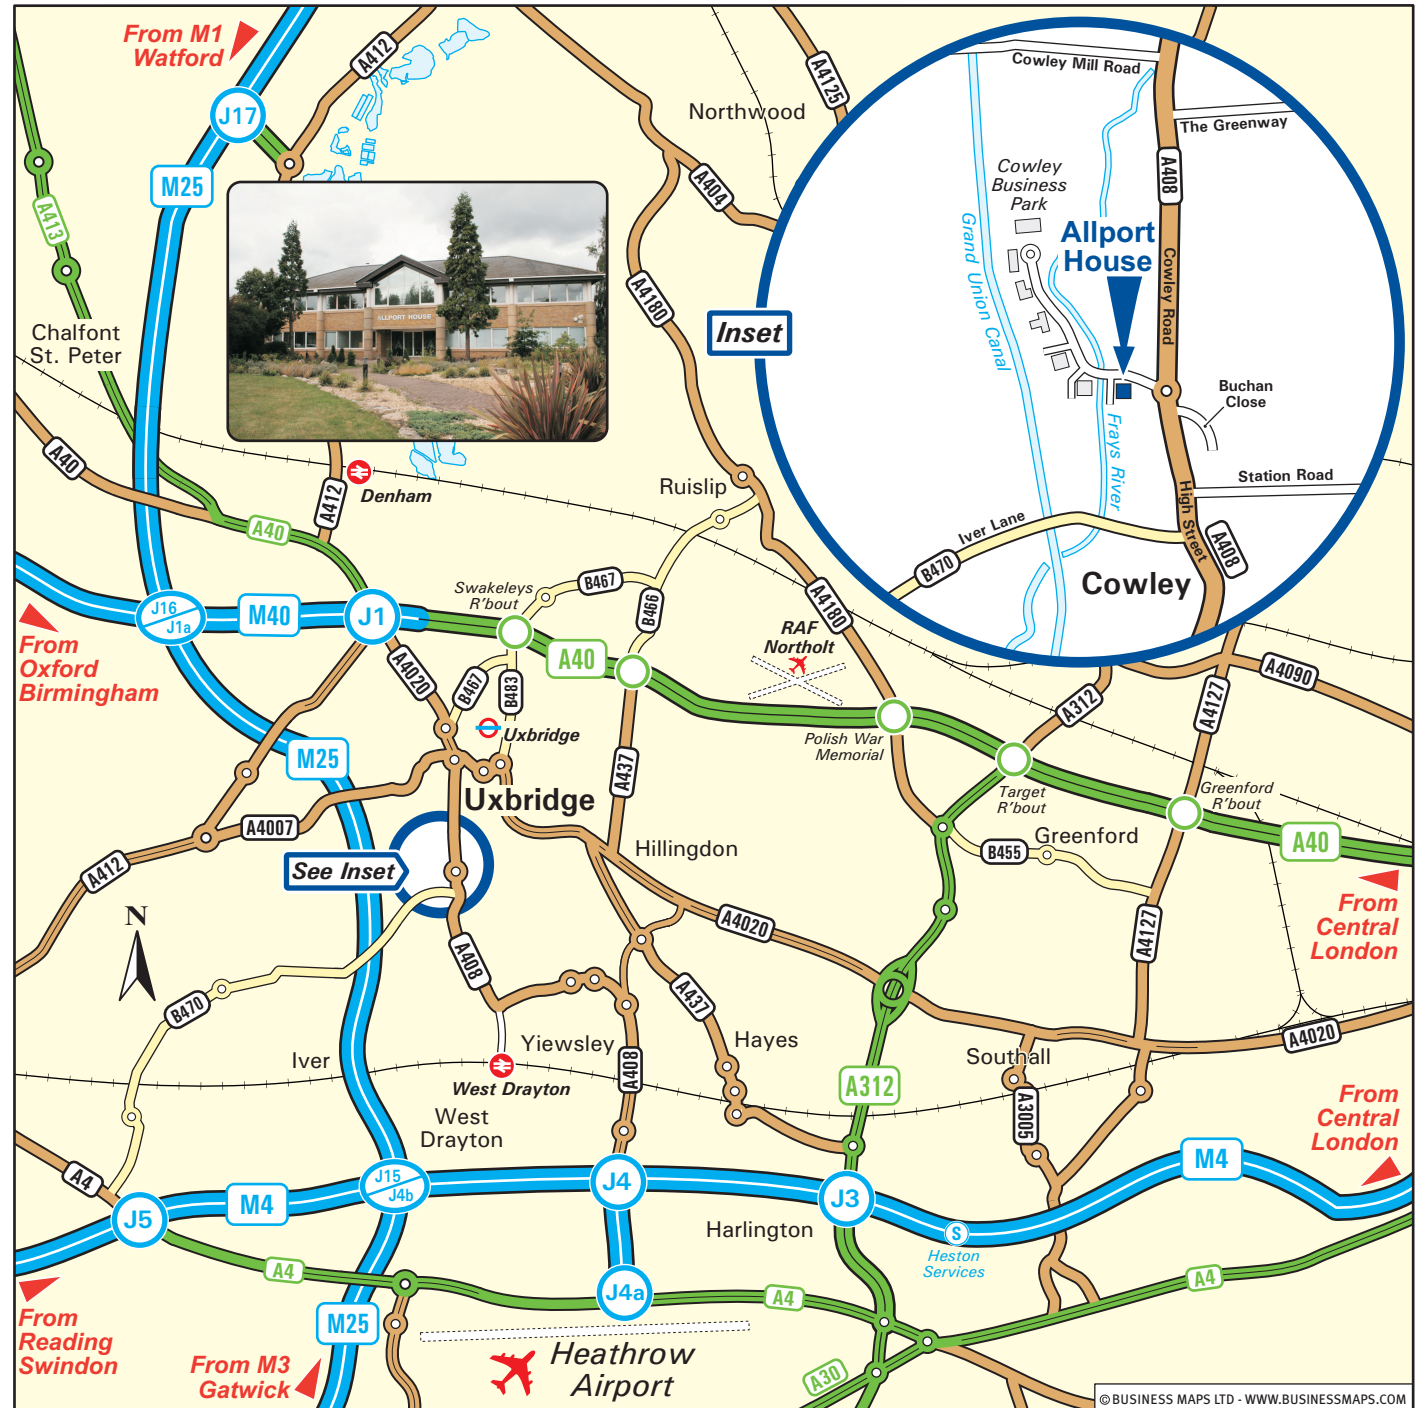 From M1
Watford
A412
J17
M25
A413
Chalfont
St. Peter
A40
A412
Denham
A40
ALLPORT HOUSE
Northwood
A4125
A404
A4180
Inset
Cowley Mill Road
The Greenway
A408
Cowley
Business
Park
Allport
House
Grand Union Canal
Cowley Road
Buchan
Close
Frays River
Station Road
High Street
Iver Lane
B470
A408
Cowley
Ruislip
Swakeleys
R'bout
B467
B466
A4180
RAF
Northolt
J16
J1a
M40
J1
A40
From
Oxford
Birmingham
A4020
B467
B483
Uxbridge
A437
Polish War
Memorial
A312
A4127
A4090
M25
Uxbridge
Target
R'bout
Greenford
R'bout
A40
A4007
A412
See Inset
Hillingdon
B455
Greenford
From
Central
London
N
A408
A4020
A4127
B470
A437
Iver
Yiewsley
Hayes
Southall
A4020
West Drayton
A408
A312
A3005
West
Drayton
From
Central
London
A4
J5
M4
J15
J4b
J4
J3
M4
Harlington
S
Heston
Services
A4
J4a
A4
A4
From
Reading
Swindon
M25
From M3
Gatwick
Heathrow
Airport
A30
© BUSINESS MAPS LTD - WWW.BUSINESSMAPS.COM